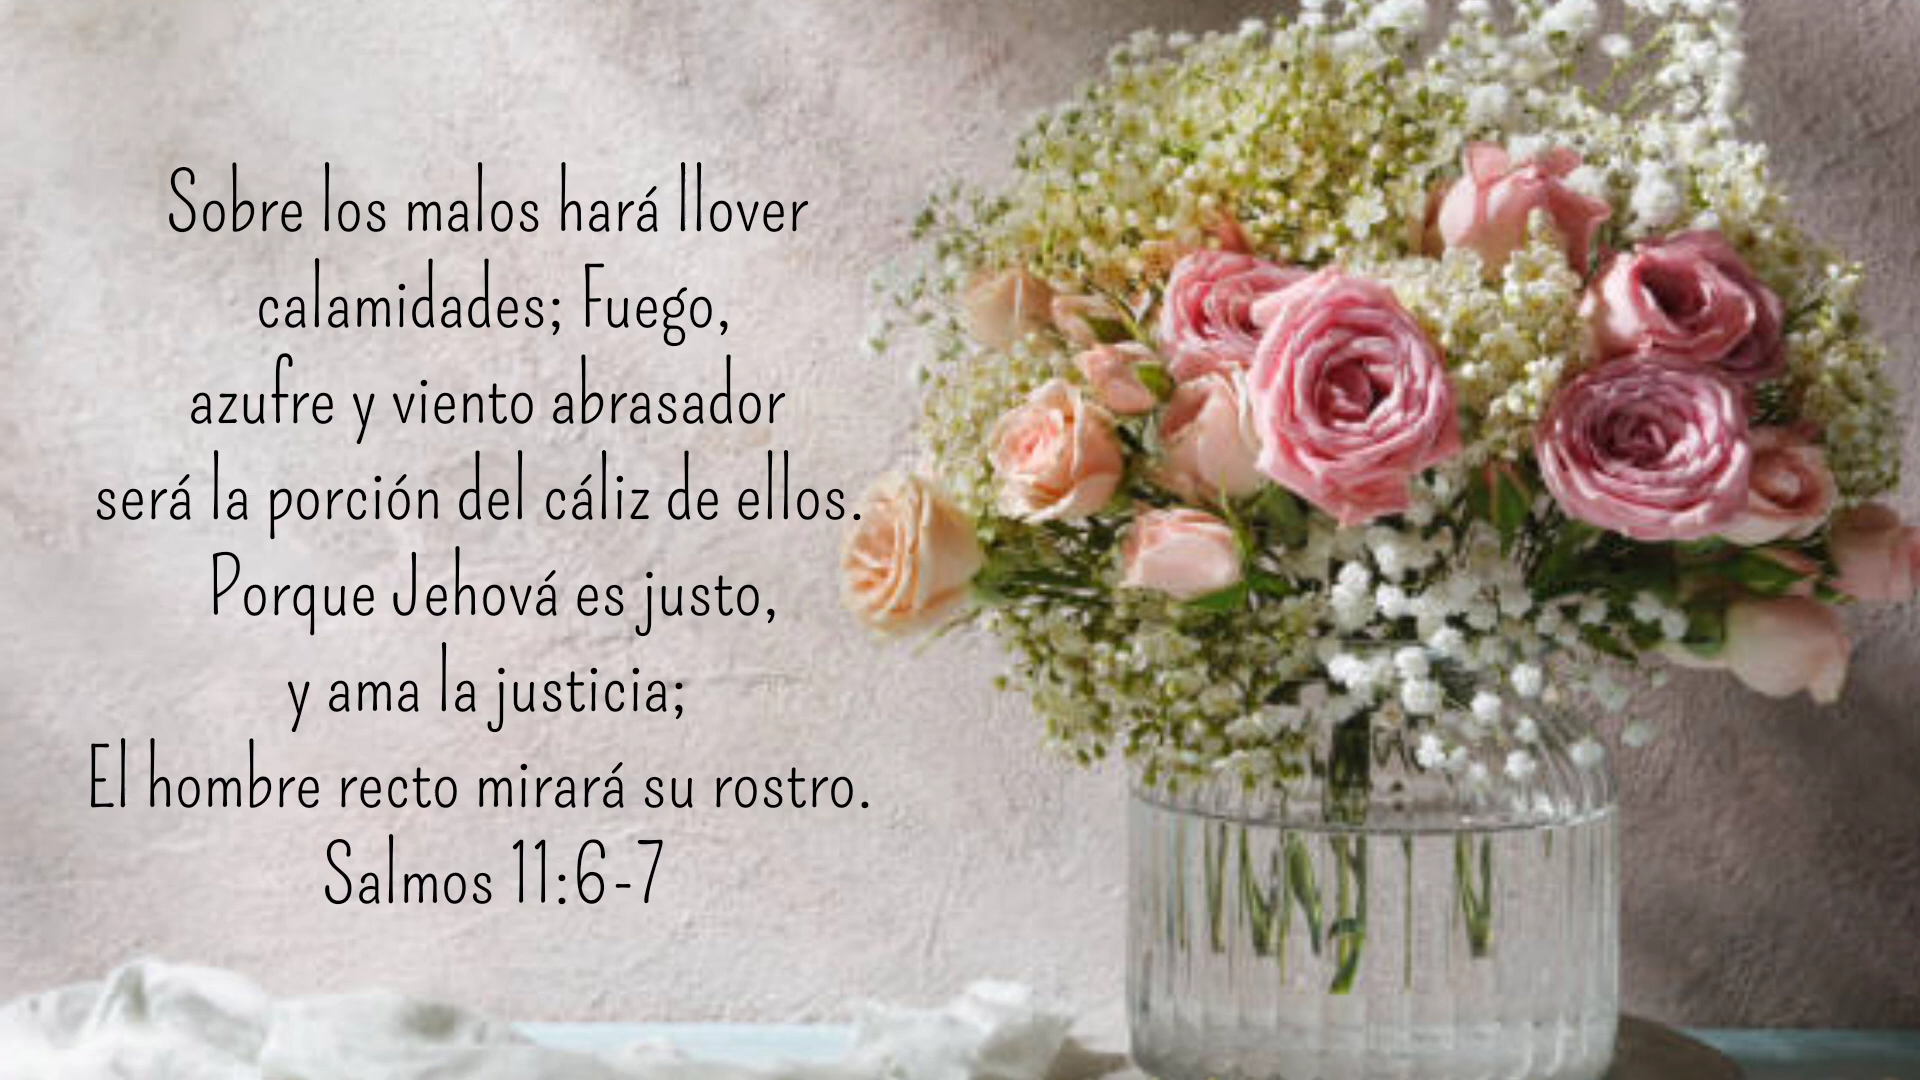 Sobre los malos hará llover
calamidades; Fuego,
azufre y viento abrasador
será la porción del cáliz de ellos.
Porque Jehová es justo,
y ama la justicia;
El hombre recto mirará su rostro.
Salmos 11:6-7